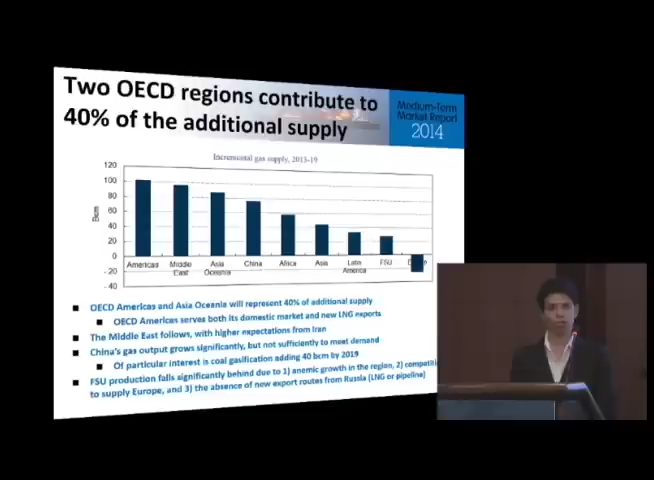 Two OECD regions contribute to
40% of the additional supply
Medium-Term
Market Report
2014
Incremental gas supply, 2013-19
Bcm
120
100
80
60
40
20
0
- 20
- 40
Americas
Middle
East
Asia
Oceania
China
Africa
Asia
Latin
America
FSU
OECD Americas and Asia Oceania will represent 40% of additional supply
OECD Americas serves both its domestic market and new LNG exports
The Middle East follows, with higher expectations from Iran
China's gas output grows significantly, but not sufficiently to meet demand
Of particular interest is coal gasification adding 40 bcm by 2019
FSU production falls significantly behind due to 1) anemic growth in the region, 2) competiti
to supply Europe, and 3) the absence of new export routes from Russia (LNG or pipeline)